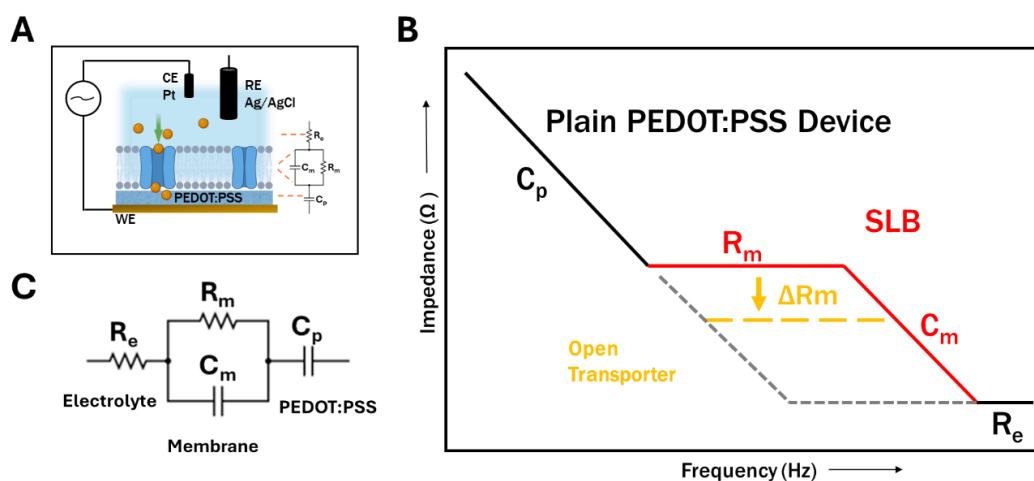 A
CE
Pt
RE
Ag/AgCl
Re
Cm
Rm
PEDOT:PSS
Cp
WE
B
Plain PEDOT:PSS Device
Cp
SLB
Rm
ΔRm
Cm
Open
Transporter
Re
Impedance (Ω)
Frequency (Hz)
C
Rm
Re
Cp
Cm
Electrolyte
PEDOT:PSS
Membrane